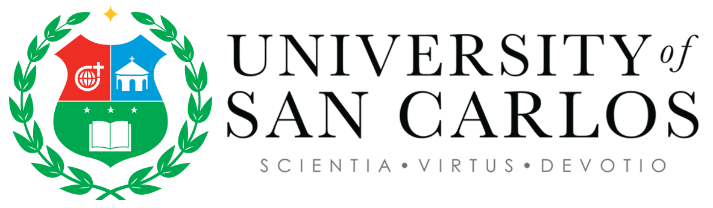 UNIVERSITY of
SAN CARLOS
SCIENTIA • VIRTUS • DEVOTIO